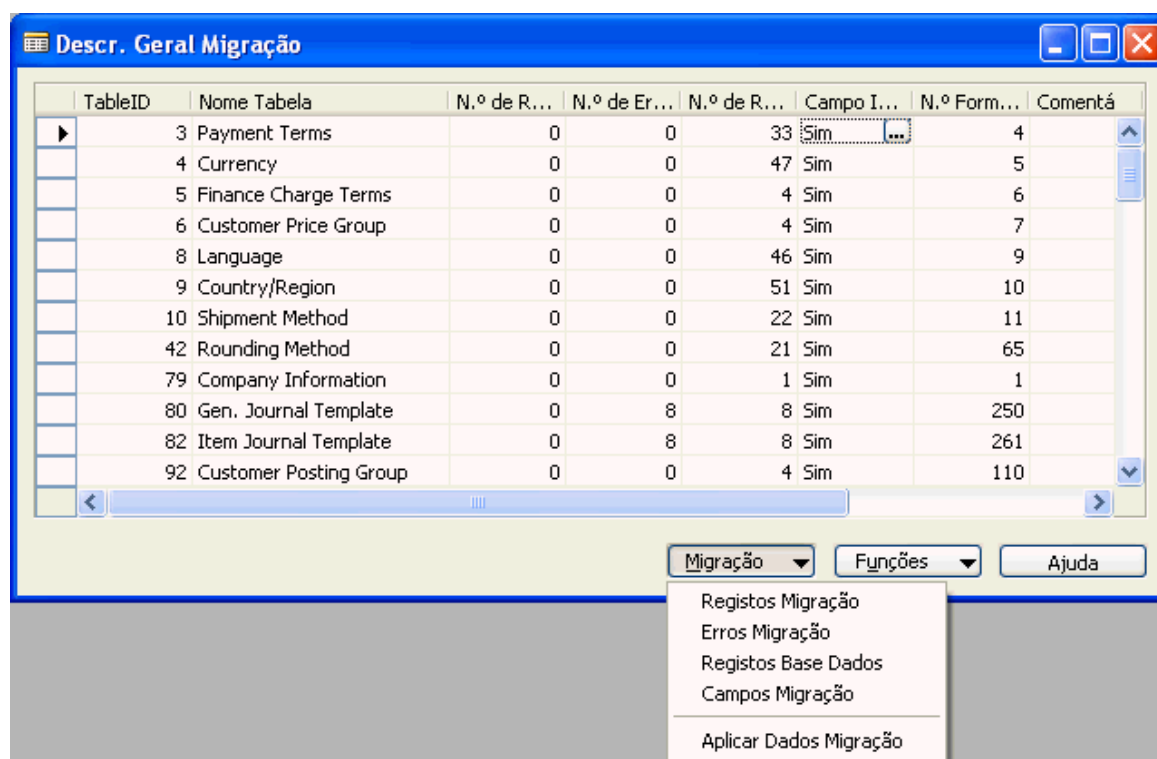 Descr. Geral Migração
TableID Nome Tabela N.º de R... N.º de Er... N.º de R... Campo I... N.º Form... Comentá
3 Payment Terms 0 0 33 Sim ... 4
4 Currency 0 0 47 Sim 5
5 Finance Charge Terms 0 0 4 Sim 6
6 Customer Price Group 0 0 4 Sim 7
8 Language 0 0 46 Sim 9
9 Country/Region 0 0 51 Sim 10
10 Shipment Method 0 0 22 Sim 11
42 Rounding Method 0 0 21 Sim 65
79 Company Information 0 0 1 Sim 1
80 Gen. Journal Template 0 8 8 Sim 250
82 Item Journal Template 0 8 8 Sim 261
92 Customer Posting Group 0 0 4 Sim 110
Migração Funções Ajuda
Registos Migração
Erros Migração
Registos Base Dados
Campos Migração
Aplicar Dados Migração